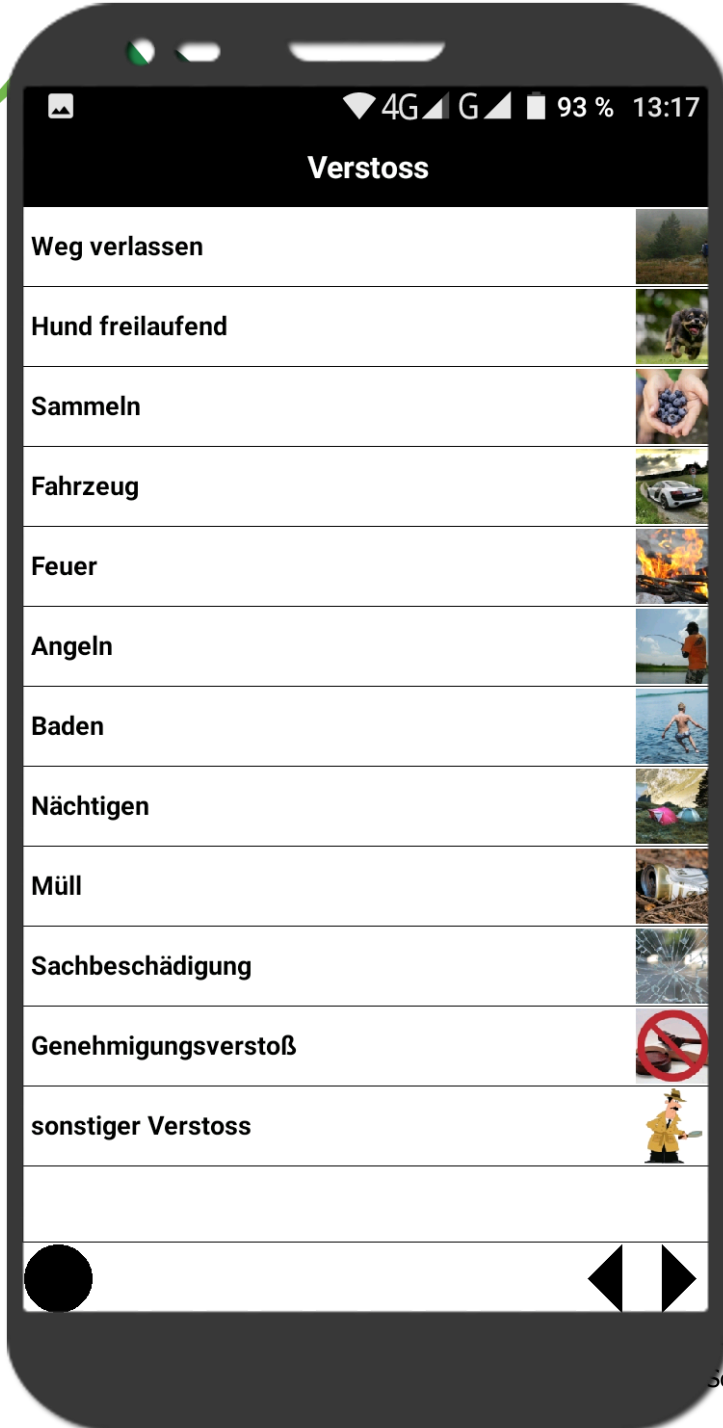 4G G 93 % 13:17
Verstoss
Weg verlassen
Hund freilaufend
Sammeln
Fahrzeug
Feuer
Angeln
Baden
Nächtigen
Müll
Sachbeschädigung
Genehmigungsverstoß
sonstiger Verstoss